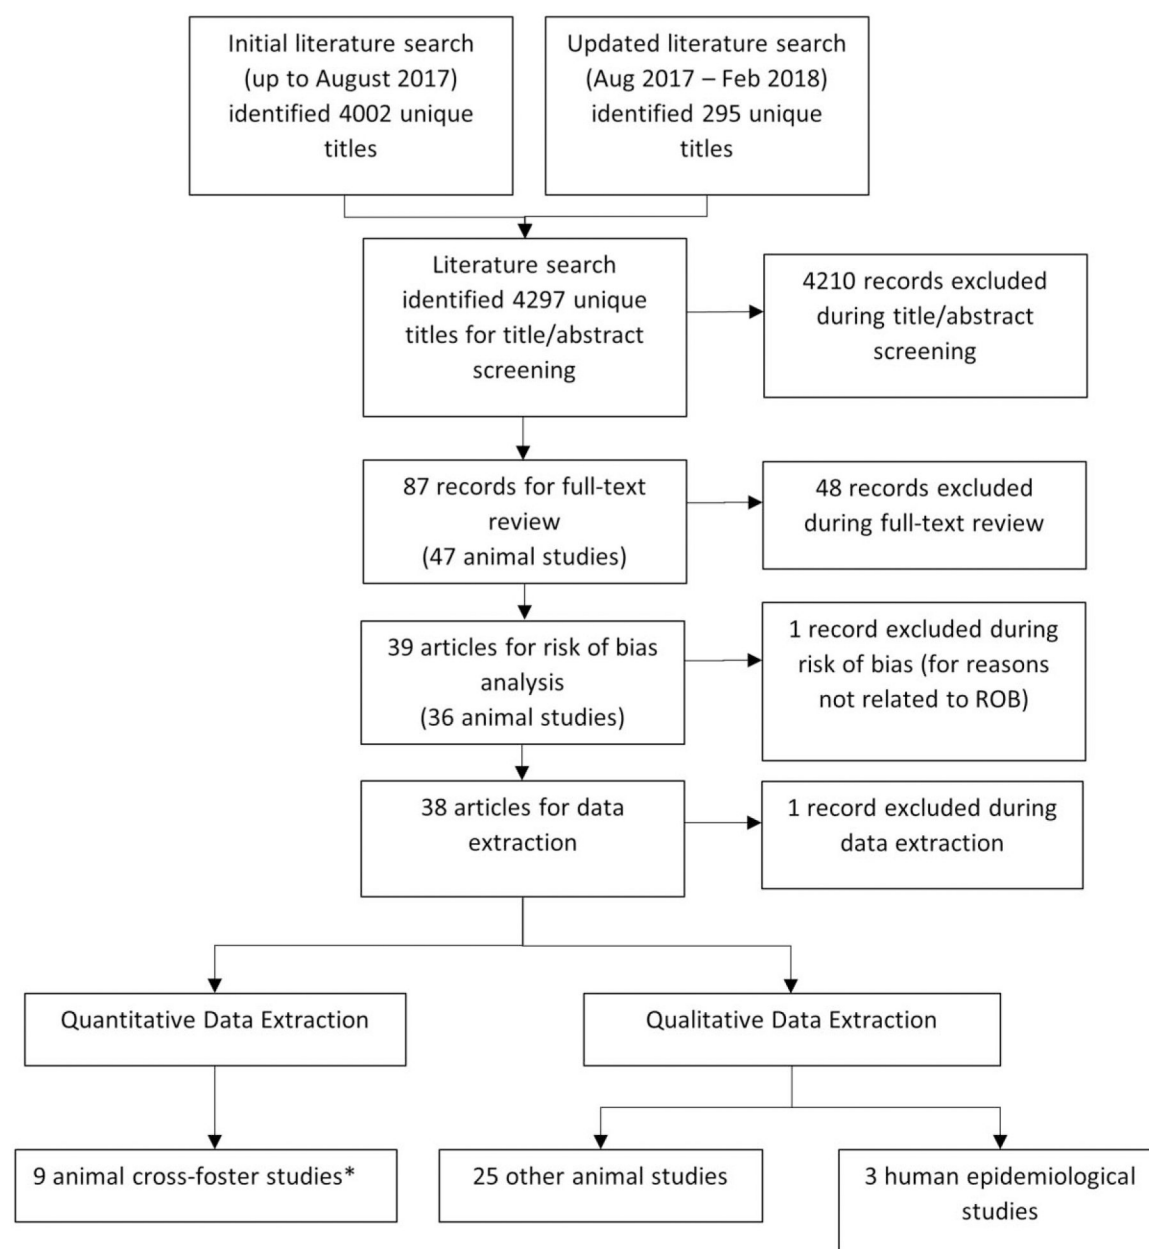 Initial literature search
(up to August 2017)
identified 4002 unique
titles
Updated literature search
(Aug 2017 – Feb 2018)
identified 295 unique
titles
Literature search
identified 4297 unique
titles for title/abstract
screening
4210 records excluded
during title/abstract
screening
87 records for full-text
review
(47 animal studies)
48 records excluded
during full-text review
39 articles for risk of bias
analysis
(36 animal studies)
1 record excluded during
risk of bias (for reasons
not related to ROB)
38 articles for data
extraction
1 record excluded during
data extraction
Quantitative Data Extraction
Qualitative Data Extraction
9 animal cross-foster studies*
25 other animal studies
3 human epidemiological
studies